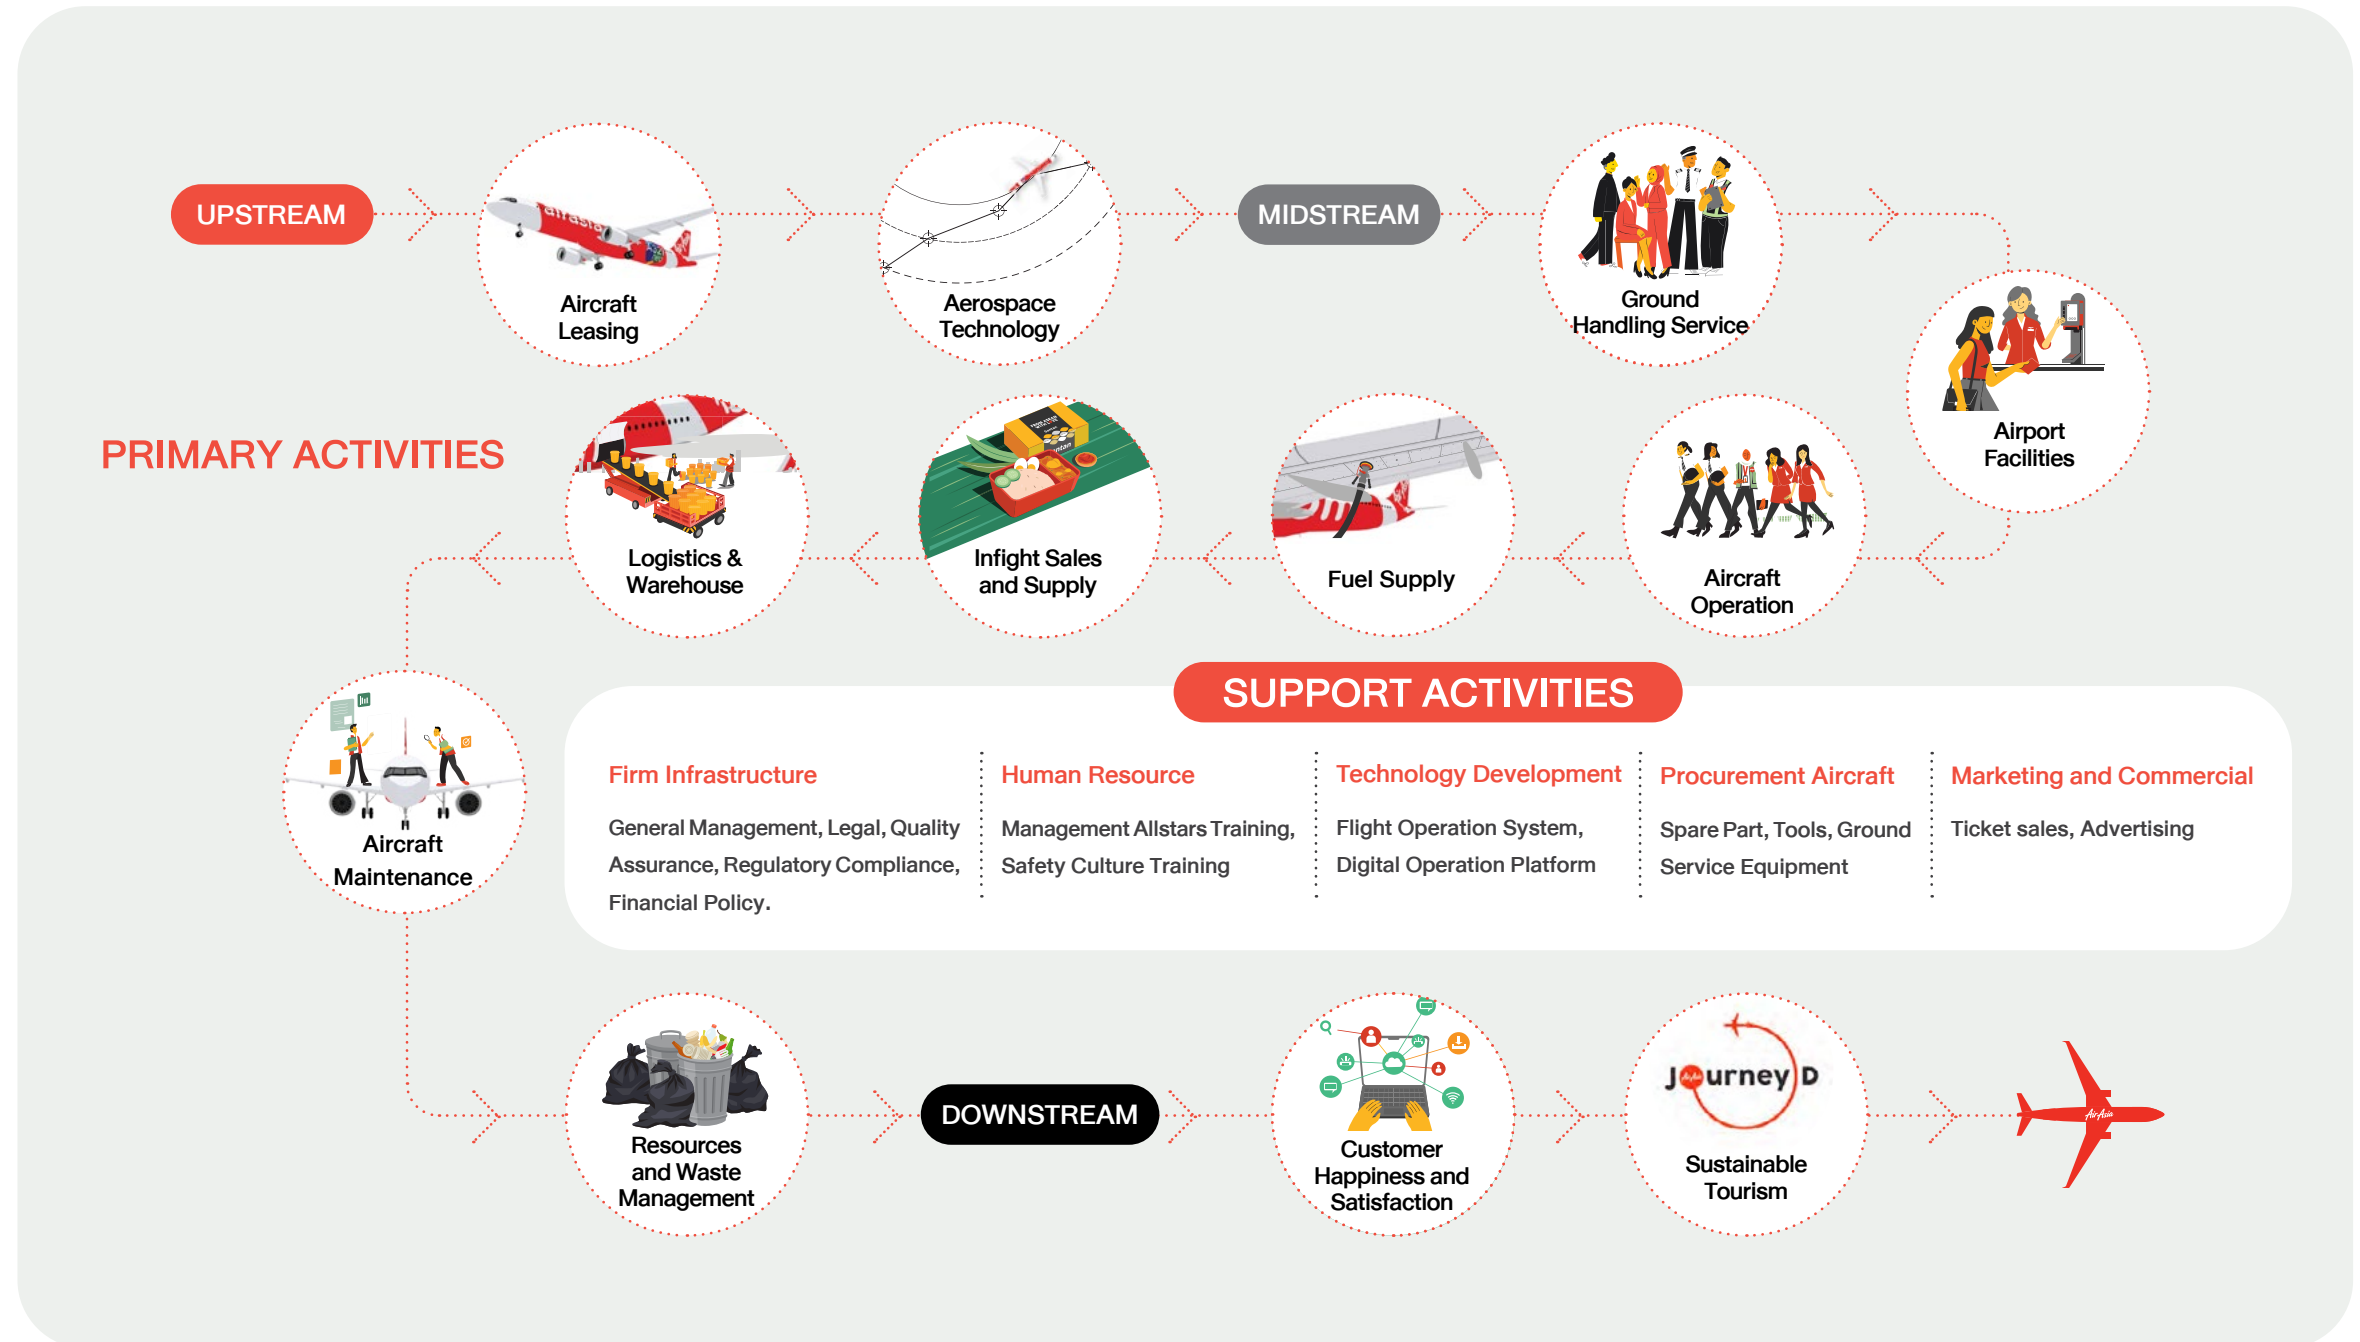 UPSTREAM
airasia
Aircraft
Leasing
Aerospace
Technology
MIDSTREAM
Ground
Handling Service
Airport
Facilities
PRIMARY ACTIVITIES
Logistics &
Warehouse
Infight Sales
and Supply
Fuel Supply
Aircraft
Operation
Aircraft
Maintenance
SUPPORT ACTIVITIES
Firm Infrastructure
General Management, Legal, Quality
Assurance, Regulatory Compliance,
Financial Policy.
Human Resource
Management Allstars Training,
Safety Culture Training
Technology Development
Flight Operation System,
Digital Operation Platform
Procurement Aircraft
Spare Part, Tools, Ground
Service Equipment
Marketing and Commercial
Ticket sales, Advertising
Resources
and Waste
Management
DOWNSTREAM
Customer
Happiness and
Satisfaction
Journey D
Sustainable
Tourism
AirAsia